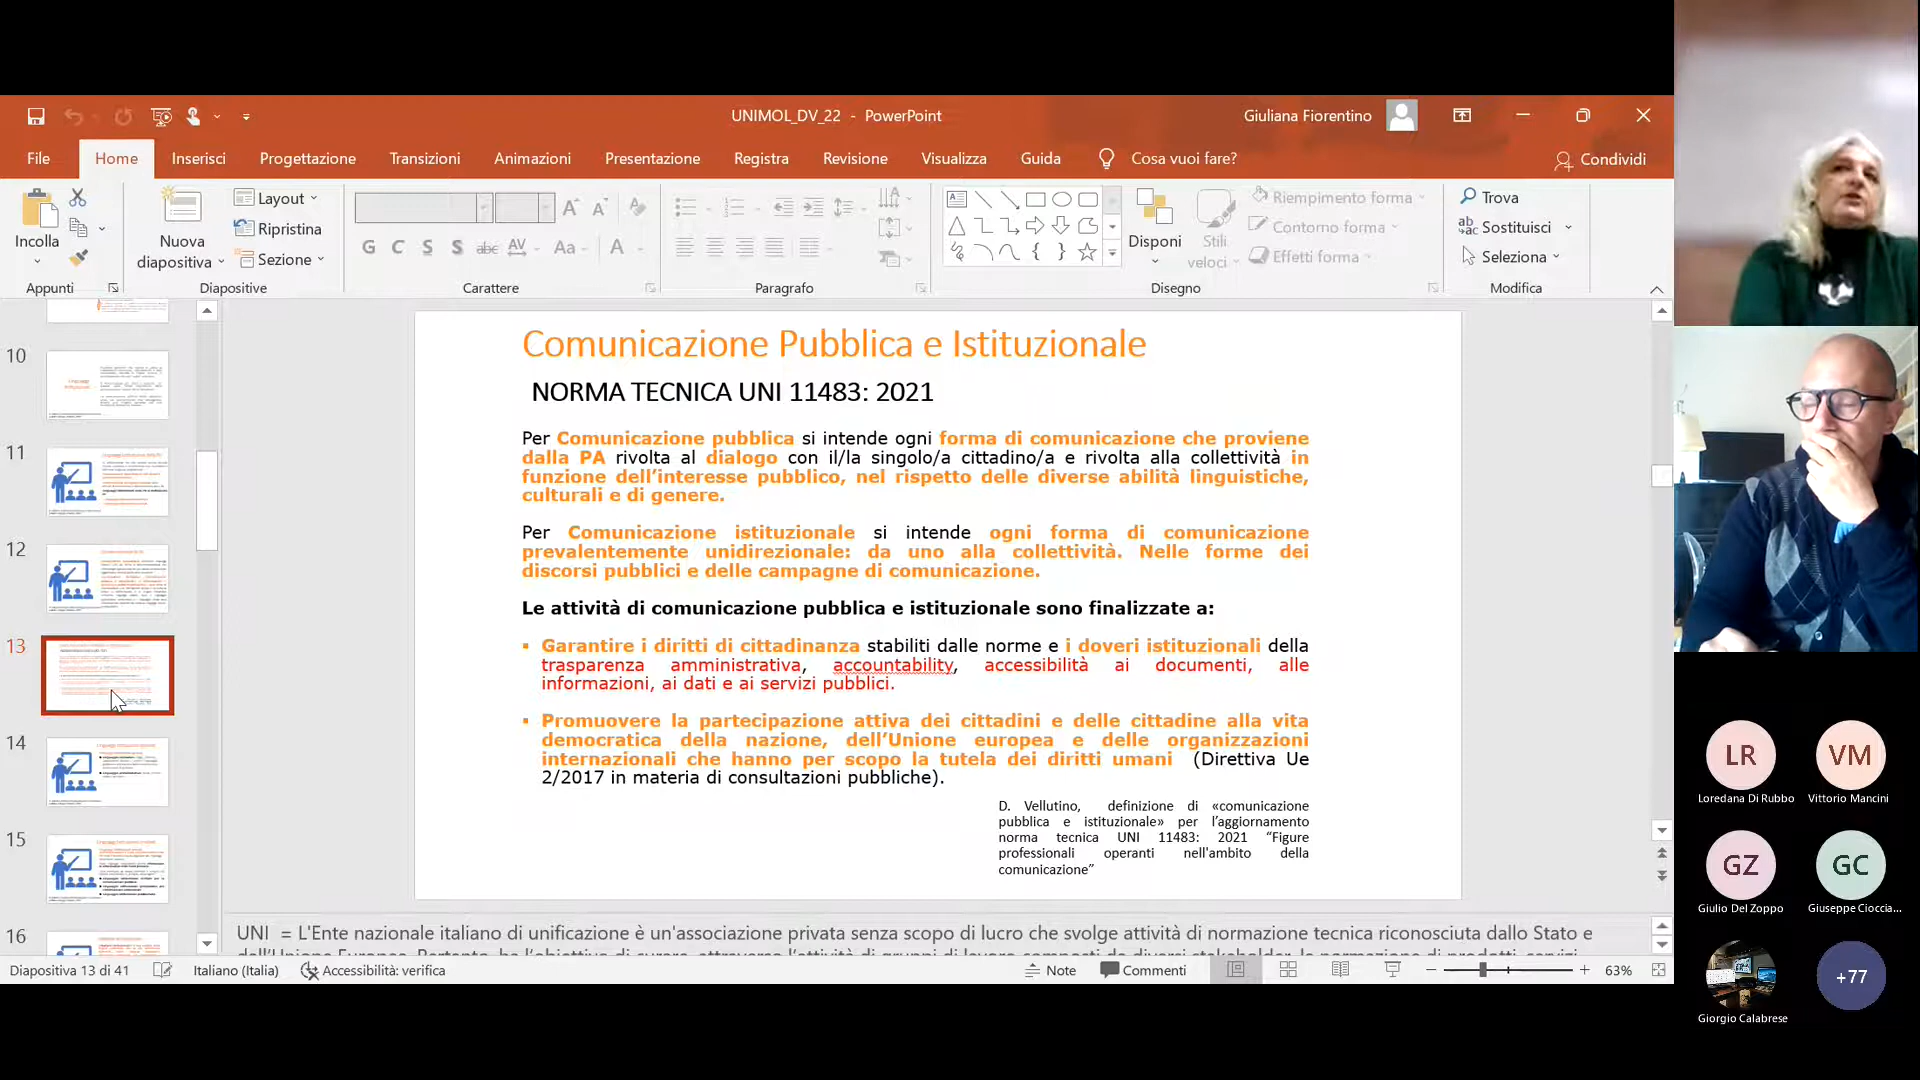 UNIMOL_DV_22 - PowerPoint
Giuliana Fiorentino
File
Home
Inserisci
Progettazione
Transizioni
Animazioni
Presentazione
Registra
Revisione
Visualizza
Guida
Cosa vuoi fare?
Condividi
Incolla
Appunti
Nuova
diapositiva
Layout
Ripristina
Sezione
Diapositive
G C S S abc AV Aa A
Carattere
Paragrafo
Disponi
Stili
veloci
Riempimento forma
Contorno forma
Effetti forma
Disegno
Trova
Sostituisci
Seleziona
Modifica
10
11
12
13
14
15
16
Comunicazione Pubblica e Istituzionale
NORMA TECNICA UNI 11483: 2021
Per Comunicazione pubblica si intende ogni forma di comunicazione che proviene
dalla PA rivolta al dialogo con il/la singolo/a cittadino/a e rivolta alla collettività in
funzione dell’interesse pubblico, nel rispetto delle diverse abilità linguistiche,
culturali e di genere.
Per Comunicazione istituzionale si intende ogni forma di comunicazione
prevalentemente unidirezionale: da uno alla collettività. Nelle forme dei
discorsi pubblici e delle campagne di comunicazione.
Le attività di comunicazione pubblica e istituzionale sono finalizzate a:
▪ Garantire i diritti di cittadinanza stabiliti dalle norme e i doveri istituzionali della
trasparenza amministrativa, accountability, accessibilità ai documenti, alle
informazioni, ai dati e ai servizi pubblici.
▪ Promuovere la partecipazione attiva dei cittadini e delle cittadine alla vita
democratica della nazione, dell’Unione europea e delle organizzazioni
internazionali che hanno per scopo la tutela dei diritti umani (Direttiva Ue
2/2017 in materia di consultazioni pubbliche).
D. Vellutino, definizione di «comunicazione
pubblica e istituzionale» per l’aggiornamento
norma tecnica UNI 11483: 2021 “Figure
professionali operanti nell'ambito della
comunicazione”
UNI = L'Ente nazionale italiano di unificazione è un'associazione privata senza scopo di lucro che svolge attività di normazione tecnica riconosciuta dallo Stato e
Diapositiva 13 di 41
Italiano (Italia)
Accessibilità: verifica
Note
Commenti
63%
LR
Loredana Di Rubbo
VM
Vittorio Mancini
GZ
Giulio Del Zoppo
GC
Giuseppe Cioccia...
Giorgio Calabrese
+77